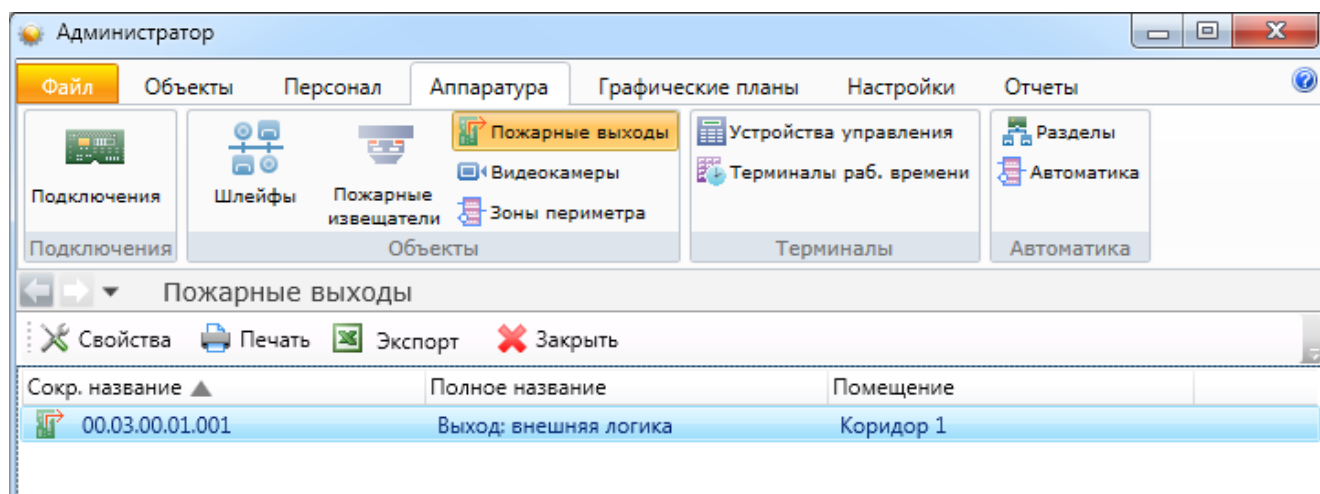 Администратор
Файл Объекты Персонал Аппаратура Графические планы Настройки Отчеты
Пожарные выходы Устройства управления Разделы
Видеокамеры Терминалы раб. времени Автоматика
Подключения Шлейфы Пожарные извещатели Зоны периметра
Подключения Объекты Терминалы Автоматика
Пожарные выходы
Свойства Печать Экспорт Закрыть
Сокр. название Полное название Помещение
00.03.00.01.001 Выход: внешняя логика Коридор 1